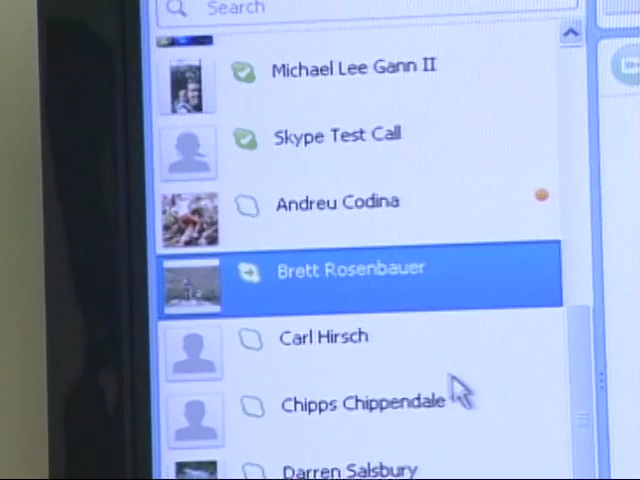 Search
Michael Lee Gann II
Skype Test Call
Andreu Codina
Brett Rosenbauer
Carl Hirsch
Chipps Chippendale
Darren Salsbury